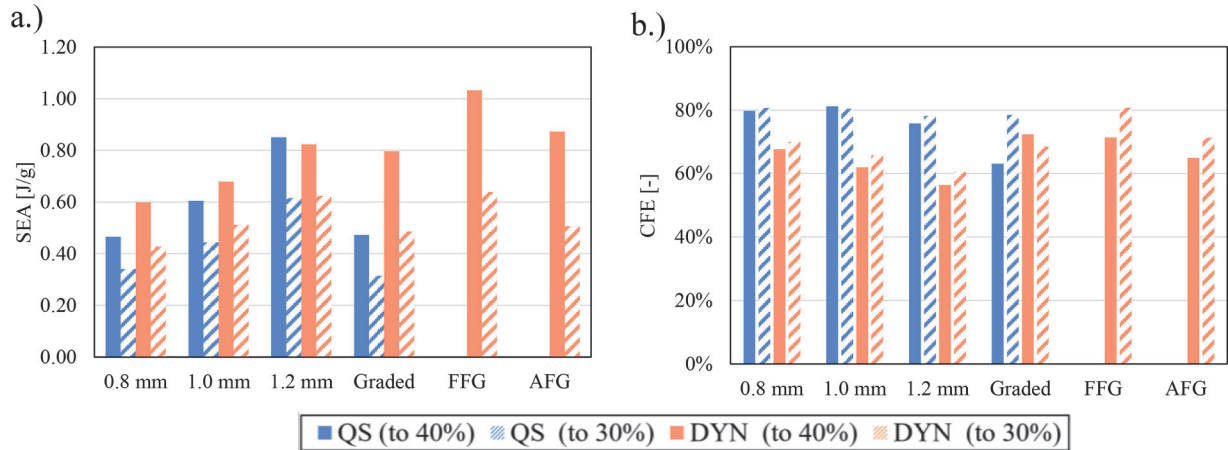 a.)
1.20
1.00
0.80
0.60
0.40
0.20
0.00
SEA [J/g]
0.8 mm 1.0 mm 1.2 mm Graded FFG AFG
b.)
100%
80%
60%
40%
20%
0%
CFE [-]
0.8 mm 1.0 mm 1.2 mm Graded FFG AFG
QS (to 40%) QS (to 30%) DYN (to 40%) DYN (to 30%)